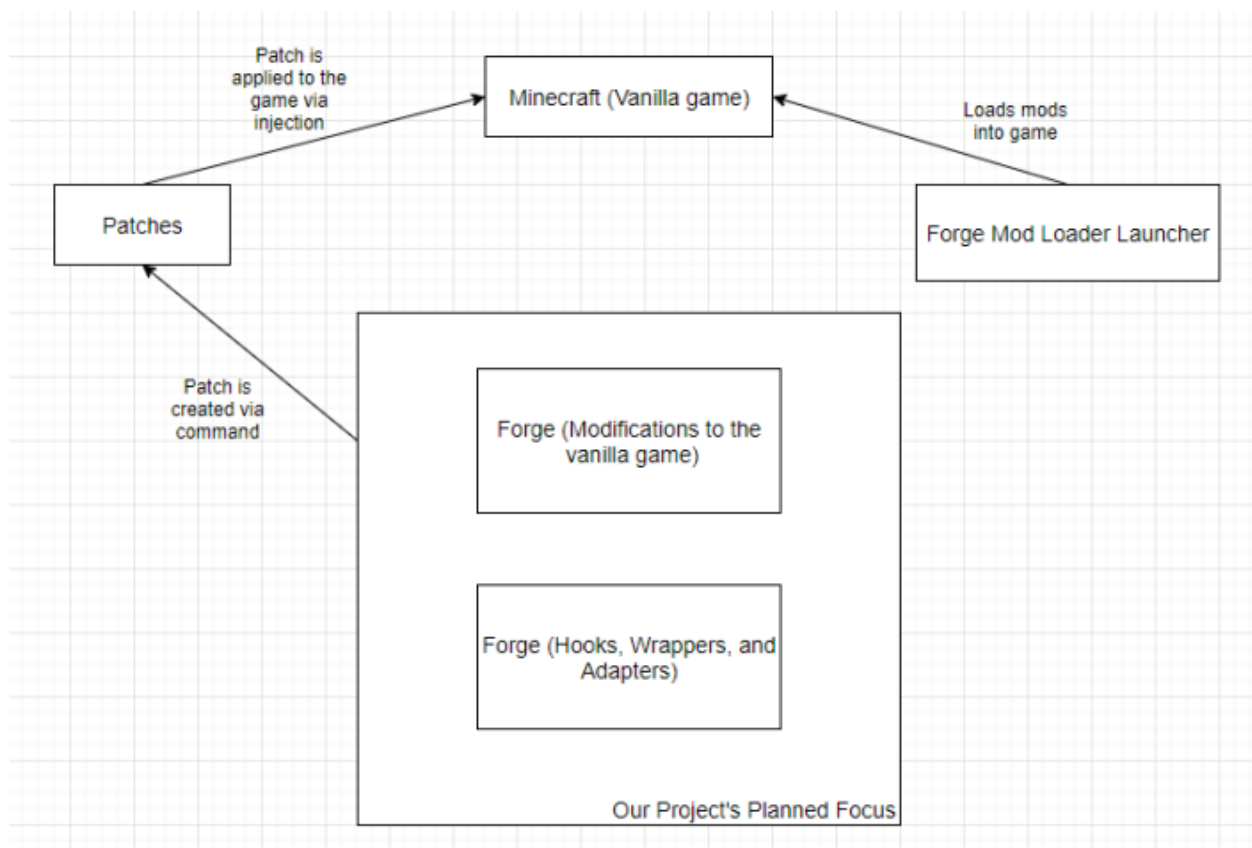 Patch is
applied to the
game via
injection
Minecraft (Vanilla game)
Loads mods
into game
Patches
Forge Mod Loader Launcher
Patch is
created via
command
Forge (Modifications to the
vanilla game)
Forge (Hooks, Wrappers, and
Adapters)
Our Project's Planned Focus